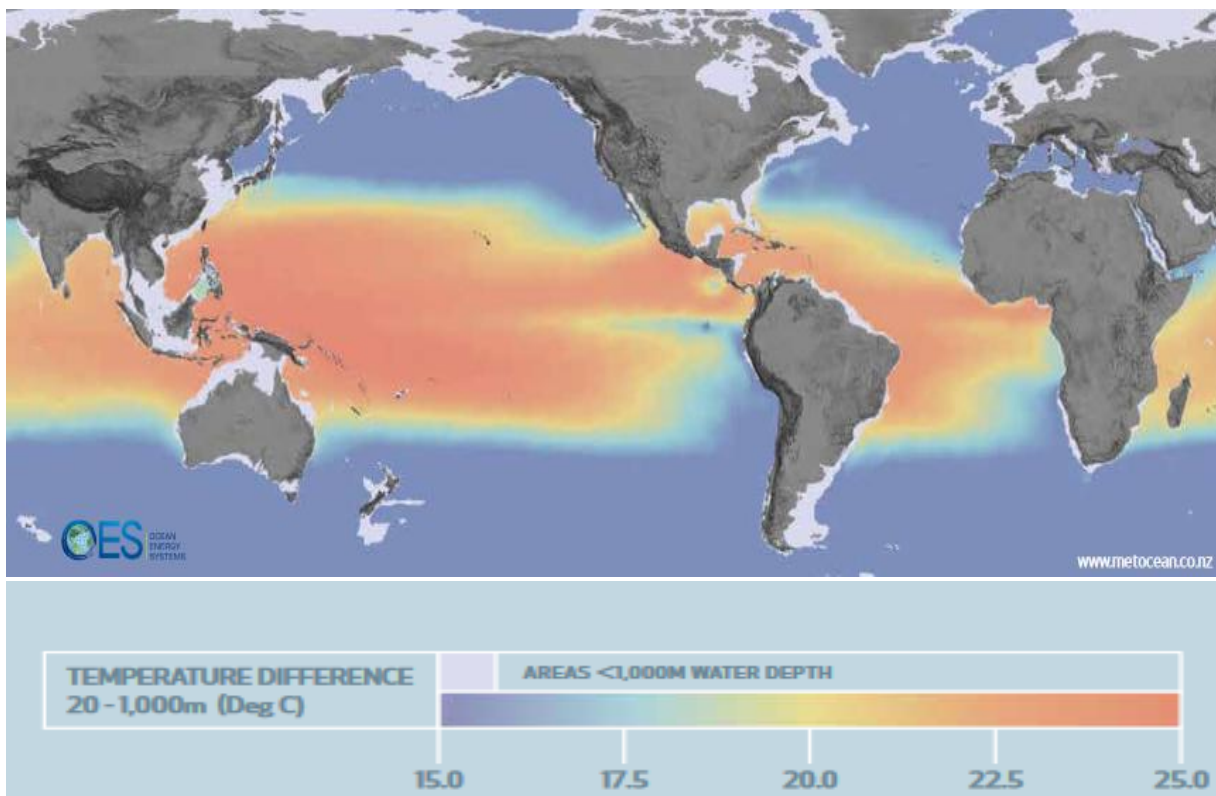 OES OCEAN
ENERGY
SYSTEMS
www.metocean.co.nz
TEMPERATURE DIFFERENCE
20 - 1,000m (Deg C)
AREAS <1,000M WATER DEPTH
15.0 17.5 20.0 22.5 25.0